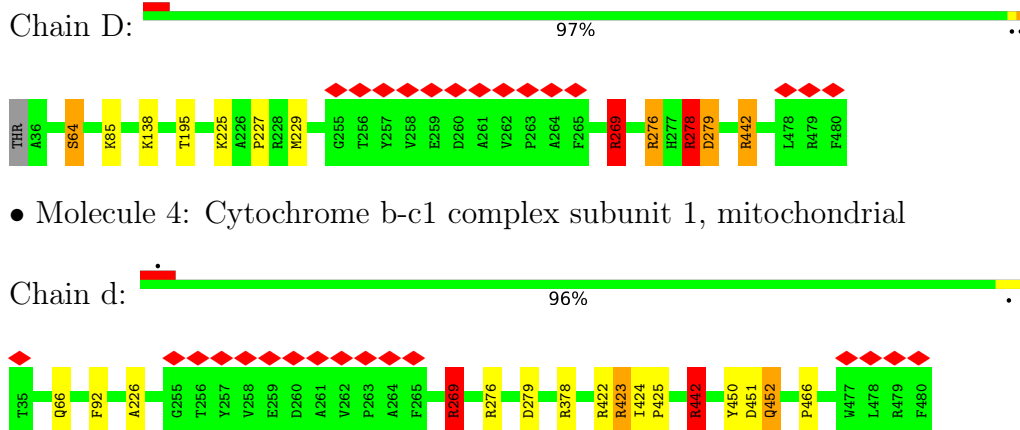 Chain D:
97%
••
THR A36 S64 K85 K138 T195 K225 A226 P227 R228 M229 G255 T256 Y257 V258 E259 D260 A261 V262 P263 A264 F265 R269 R276 H277 R278 D279 R442 L478 R479 F480
• Molecule 4: Cytochrome b-c1 complex subunit 1, mitochondrial
•
Chain d:
96%
•
T35 Q66 F92 A226 G255 T256 Y257 V258 E259 D260 A261 V262 P263 A264 F265 R269 R276 D279 R378 R422 R423 I424 P425 R442 Y450 D451 Q452 P466 W477 L478 R479 F480